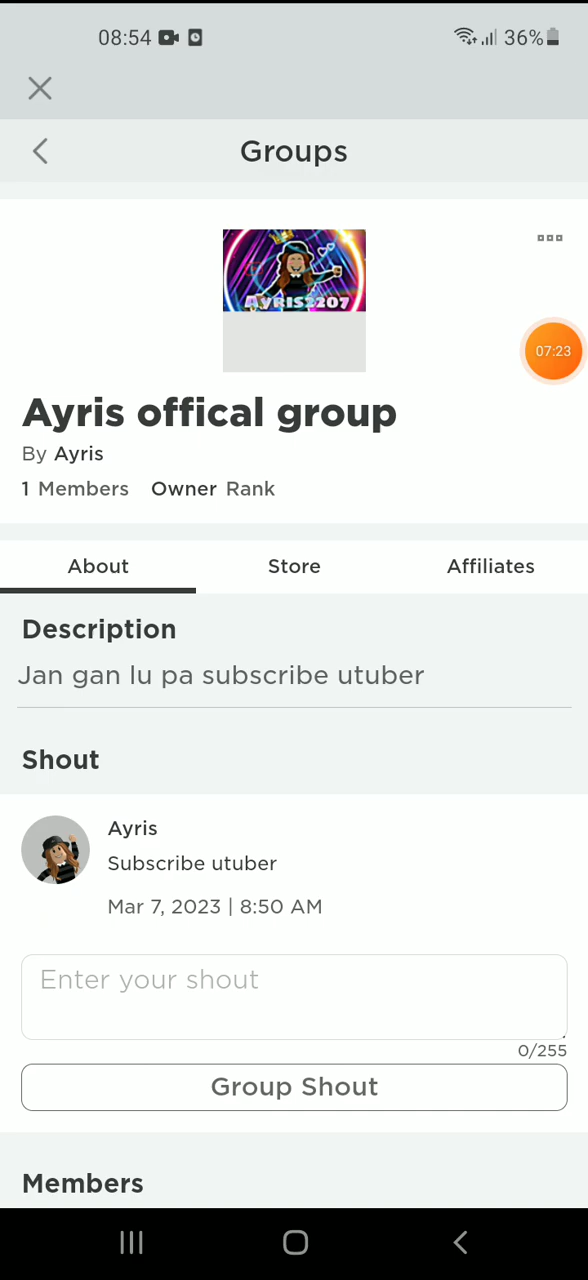 08:54
36%
Groups
AYRIS2207
07:23
Ayris offical group
By Ayris
1 Members Owner Rank
About Store Affiliates
Description
Jan gan lu pa subscribe utuber
Shout
Ayris
Subscribe utuber
Mar 7, 2023 | 8:50 AM
Enter your shout
0/255
Group Shout
Members